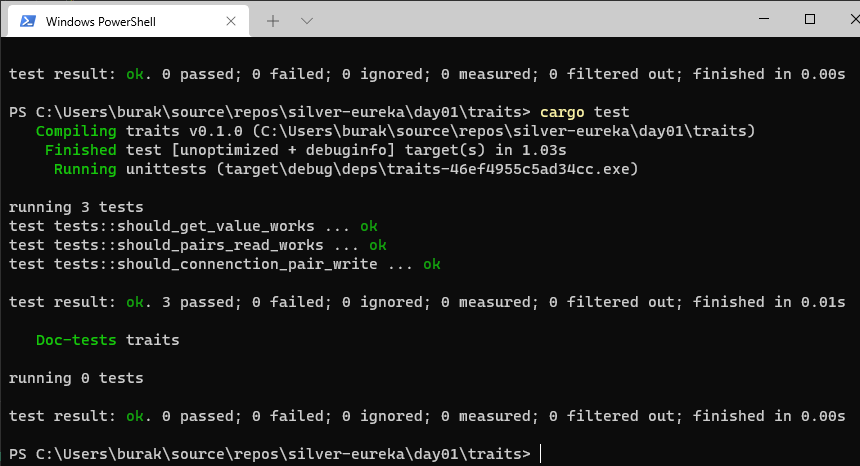 Windows PowerShell
test result: ok. 0 passed; 0 failed; 0 ignored; 0 measured; 0 filtered out; finished in 0.00s
PS C:\Users\burak\source\repos\silver-eureka\day01\traits> cargo test
Compiling traits v0.1.0 (C:\Users\burak\source\repos\silver-eureka\day01\traits)
Finished test [unoptimized + debuginfo] target(s) in 1.03s
Running unittests (target\debug\deps\traits-46ef4955c5ad34cc.exe)
running 3 tests
test tests::should_get_value_works ... ok
test tests::should_pairs_read_works ... ok
test tests::should_connenction_pair_write ... ok
test result: ok. 3 passed; 0 failed; 0 ignored; 0 measured; 0 filtered out; finished in 0.01s
Doc-tests traits
running 0 tests
test result: ok. 0 passed; 0 failed; 0 ignored; 0 measured; 0 filtered out; finished in 0.00s
PS C:\Users\burak\source\repos\silver-eureka\day01\traits>